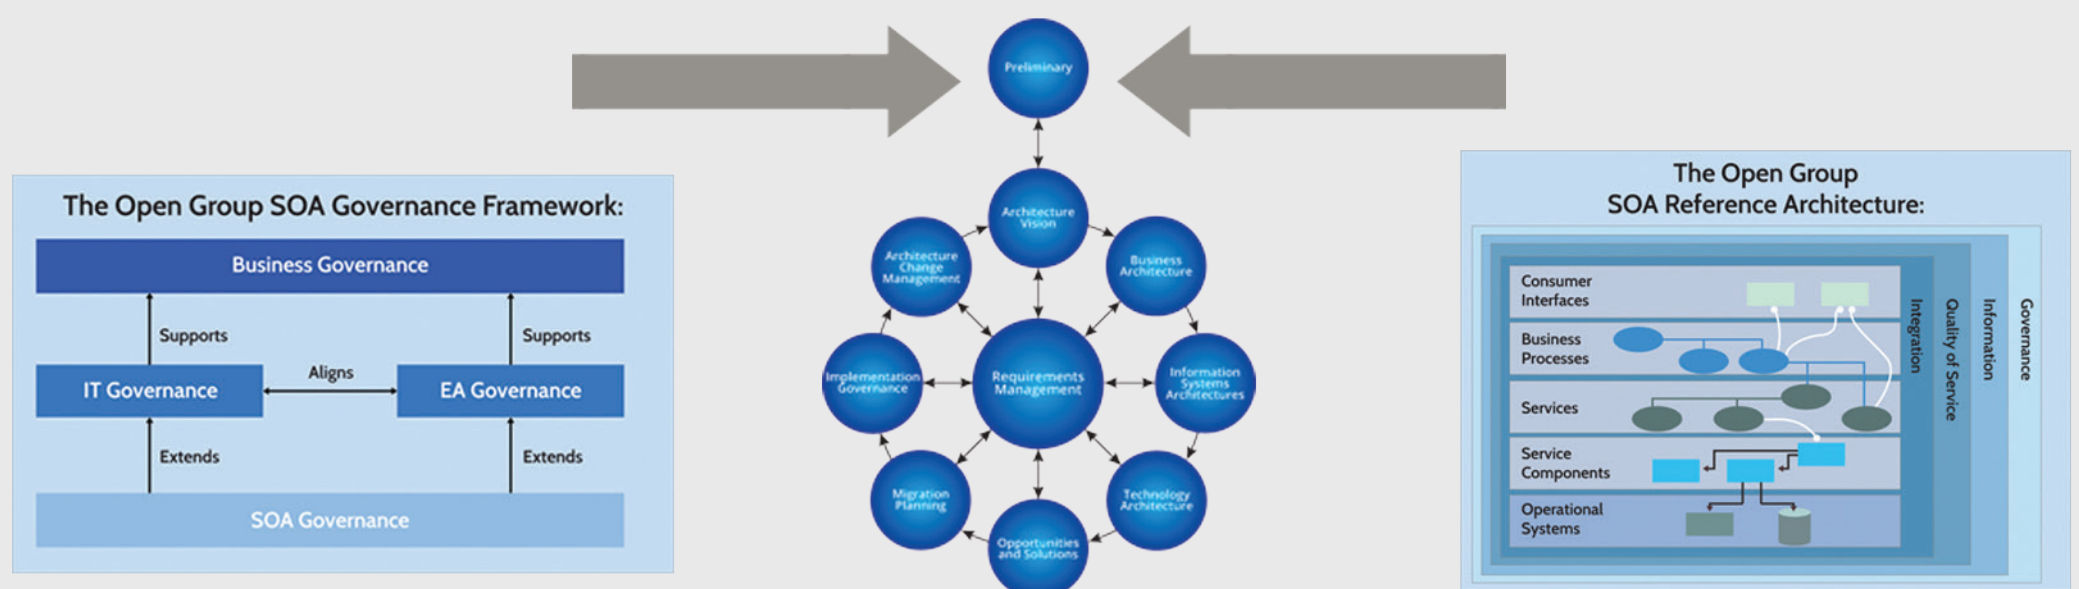 The Open Group SOA Governance Framework:
Business Governance
Supports
Supports
IT Governance
Aligns
EA Governance
Extends
Extends
SOA Governance
Preliminary
Architecture
Vision
Business
Architecture
Information
Systems
Architectures
Technology
Architecture
Opportunities
and Solutions
Migration
Planning
Implementation
Governance
Architecture
Change
Management
Requirements
Management
The Open Group
SOA Reference Architecture:
Consumer
Interfaces
Business
Processes
Services
Service
Components
Operational
Systems
Integration
Quality of Service
Information
Governance